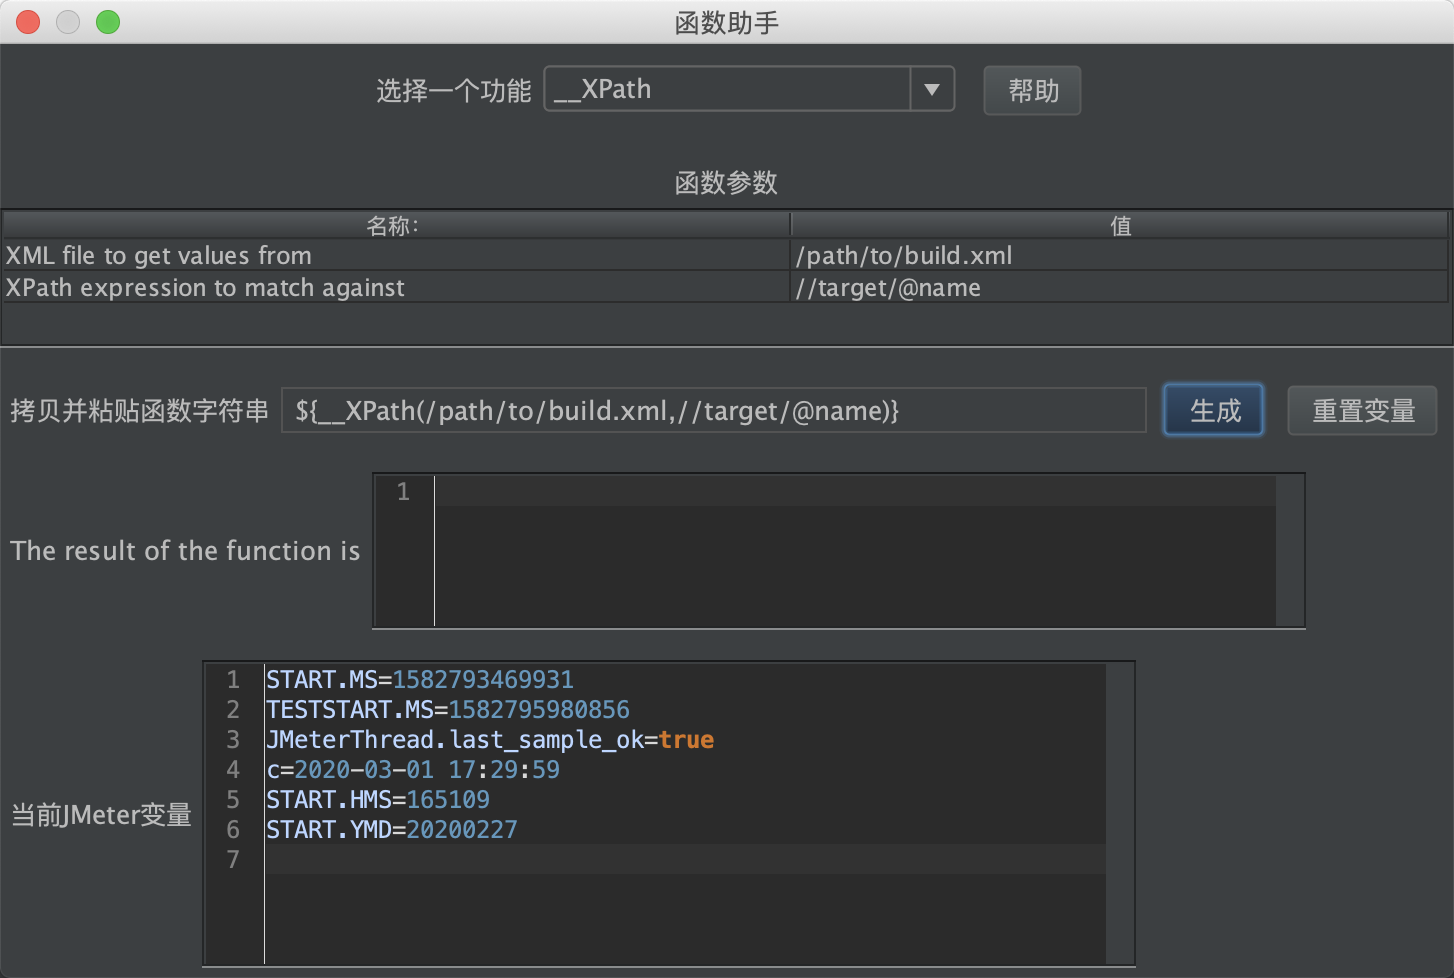 函数助手
选择一个功能 __XPath 帮助
函数参数
名称: 值
XML file to get values from /path/to/build.xml
XPath expression to match against //target/@name
拷贝并粘贴函数字符串 ${__XPath(/path/to/build.xml,//target/@name)} 生成 重置变量
The result of the function is
1
当前JMeter变量
1 START.MS=1582793469931
2 TESTSTART.MS=1582795980856
3 JMeterThread.last_sample_ok=true
4 c=2020-03-01 17:29:59
5 START.HMS=165109
6 START.YMD=20200227
7